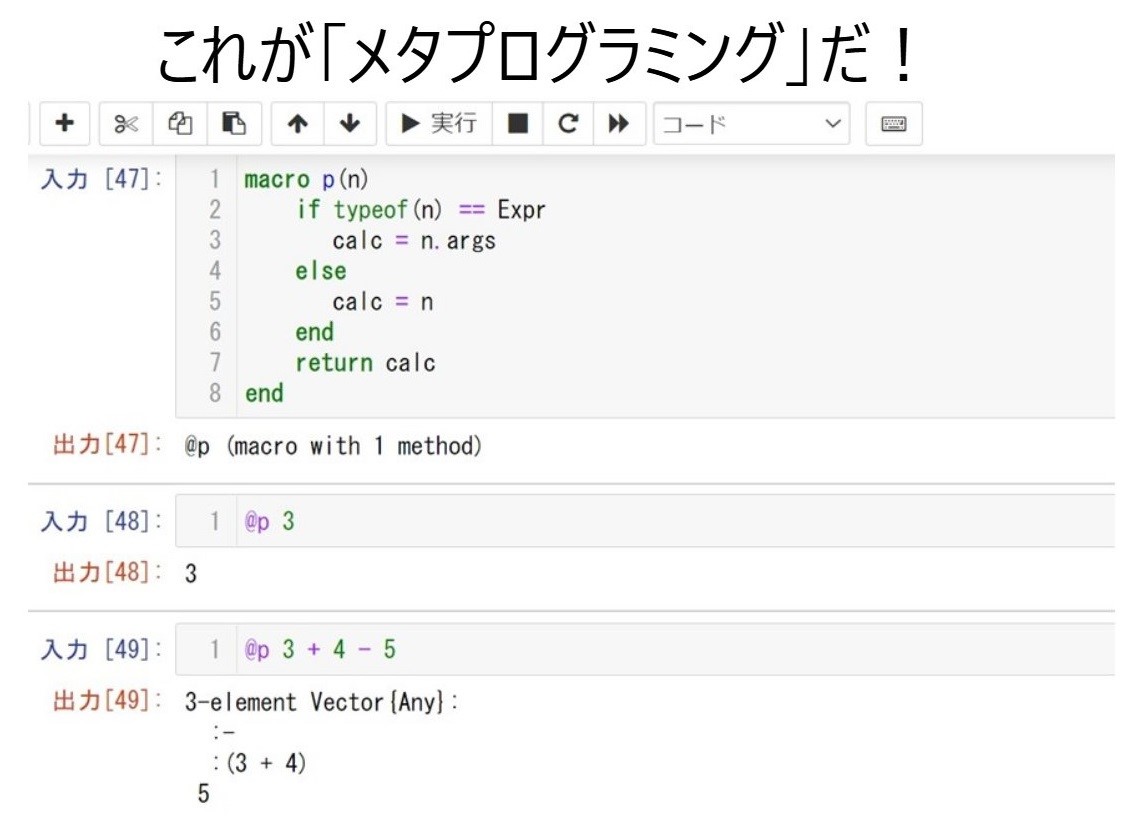 これが「メタプログラミング」だ！
実行 コード
入力 [47]:
1 macro p(n)
2     if typeof(n) == Expr
3        calc = n.args
4     else
5        calc = n
6     end
7     return calc
8 end
出力[47]: @p (macro with 1 method)
入力 [48]: 1 @p 3
出力[48]: 3
入力 [49]: 1 @p 3 + 4 - 5
出力[49]: 3-element Vector{Any}:
:-
:(3 + 4)
5